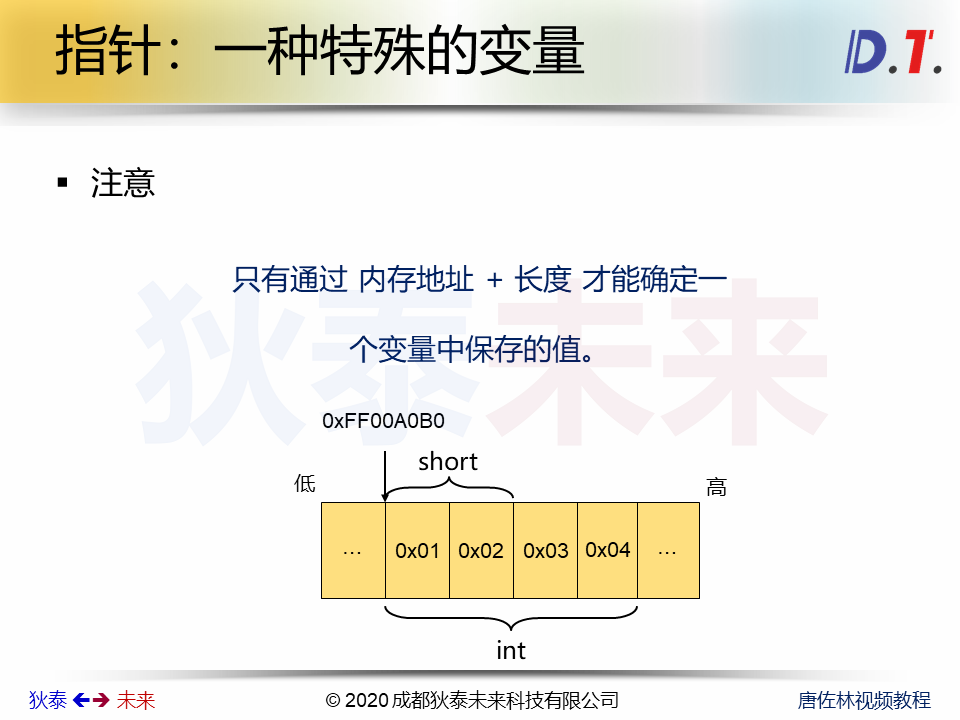 指针：一种特殊的变量
D.T.
▪ 注意
只有通过 内存地址 + 长度 才能确定一
个变量中保存的值。
狄泰未来
0xFF00A0B0
short
低
高
… 0x01 0x02 0x03 0x04 …
int
狄泰 未来
© 2020 成都狄泰未来科技有限公司
唐佐林视频教程